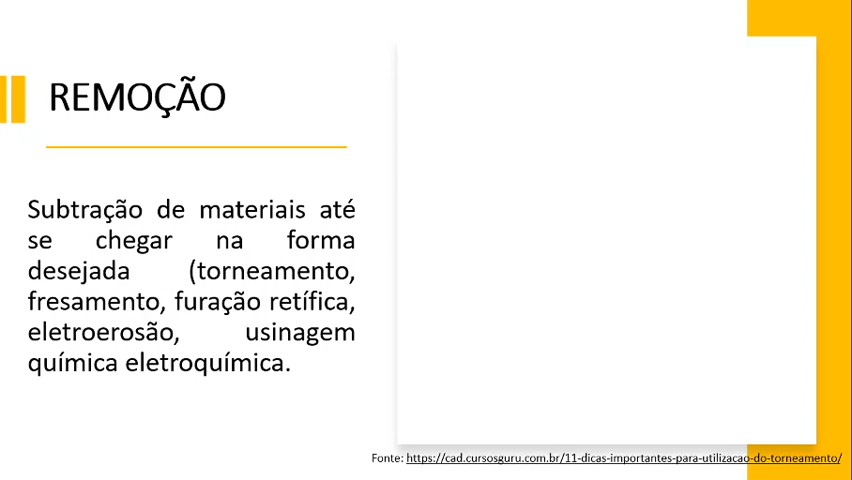 REMOÇÃO
Subtração de materiais até
se chegar na forma
desejada (torneamento,
fresamento, furação retífica,
eletroerosão, usinagem
química eletroquímica.
Fonte: https://cad.cursosguru.com.br/11-dicas-importantes-para-utilizacao-do-torneamento/